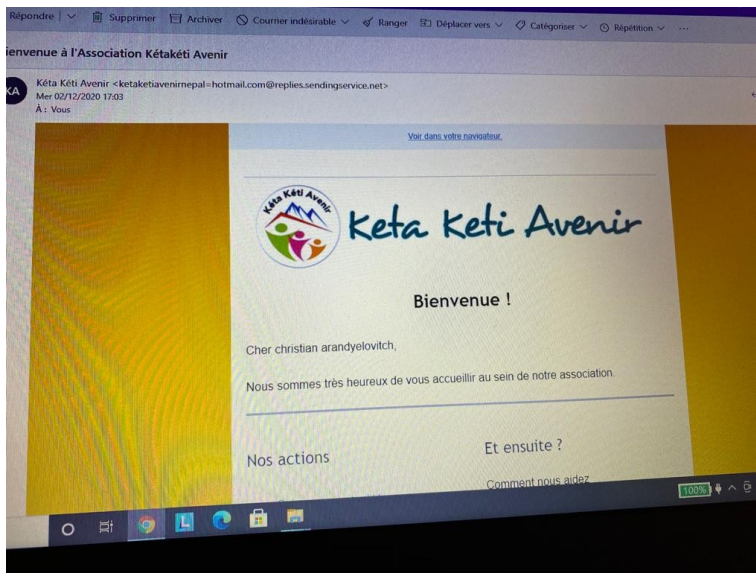 Répondre Supprimer Archiver Courrier indésirable Ranger Déplacer vers Catégoriser Répétition ...
ienvenue à l'Association Kétakéti Avenir
KA
Kéta Kéti Avenir <ketaketiavenirnepal=hotmail.com@replies.sendingservice.net>
Mer 02/12/2020 17:03
À : Vous
Voir dans votre navigateur.
Kéta Kéti Avenir
Keta Keti Avenir
Bienvenue !
Cher christian arandyelovitch,
Nous sommes très heureux de vous accueillir au sein de notre association.
Nos actions
Et ensuite ?
Comment nous aidez
100%
L